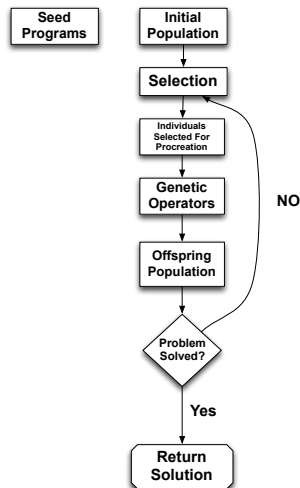 Seed
Programs
Initial
Population
Selection
Individuals
Selected For
Procreation
Genetic
Operators
NO
Offspring
Population
Problem
Solved?
Yes
Return
Solution